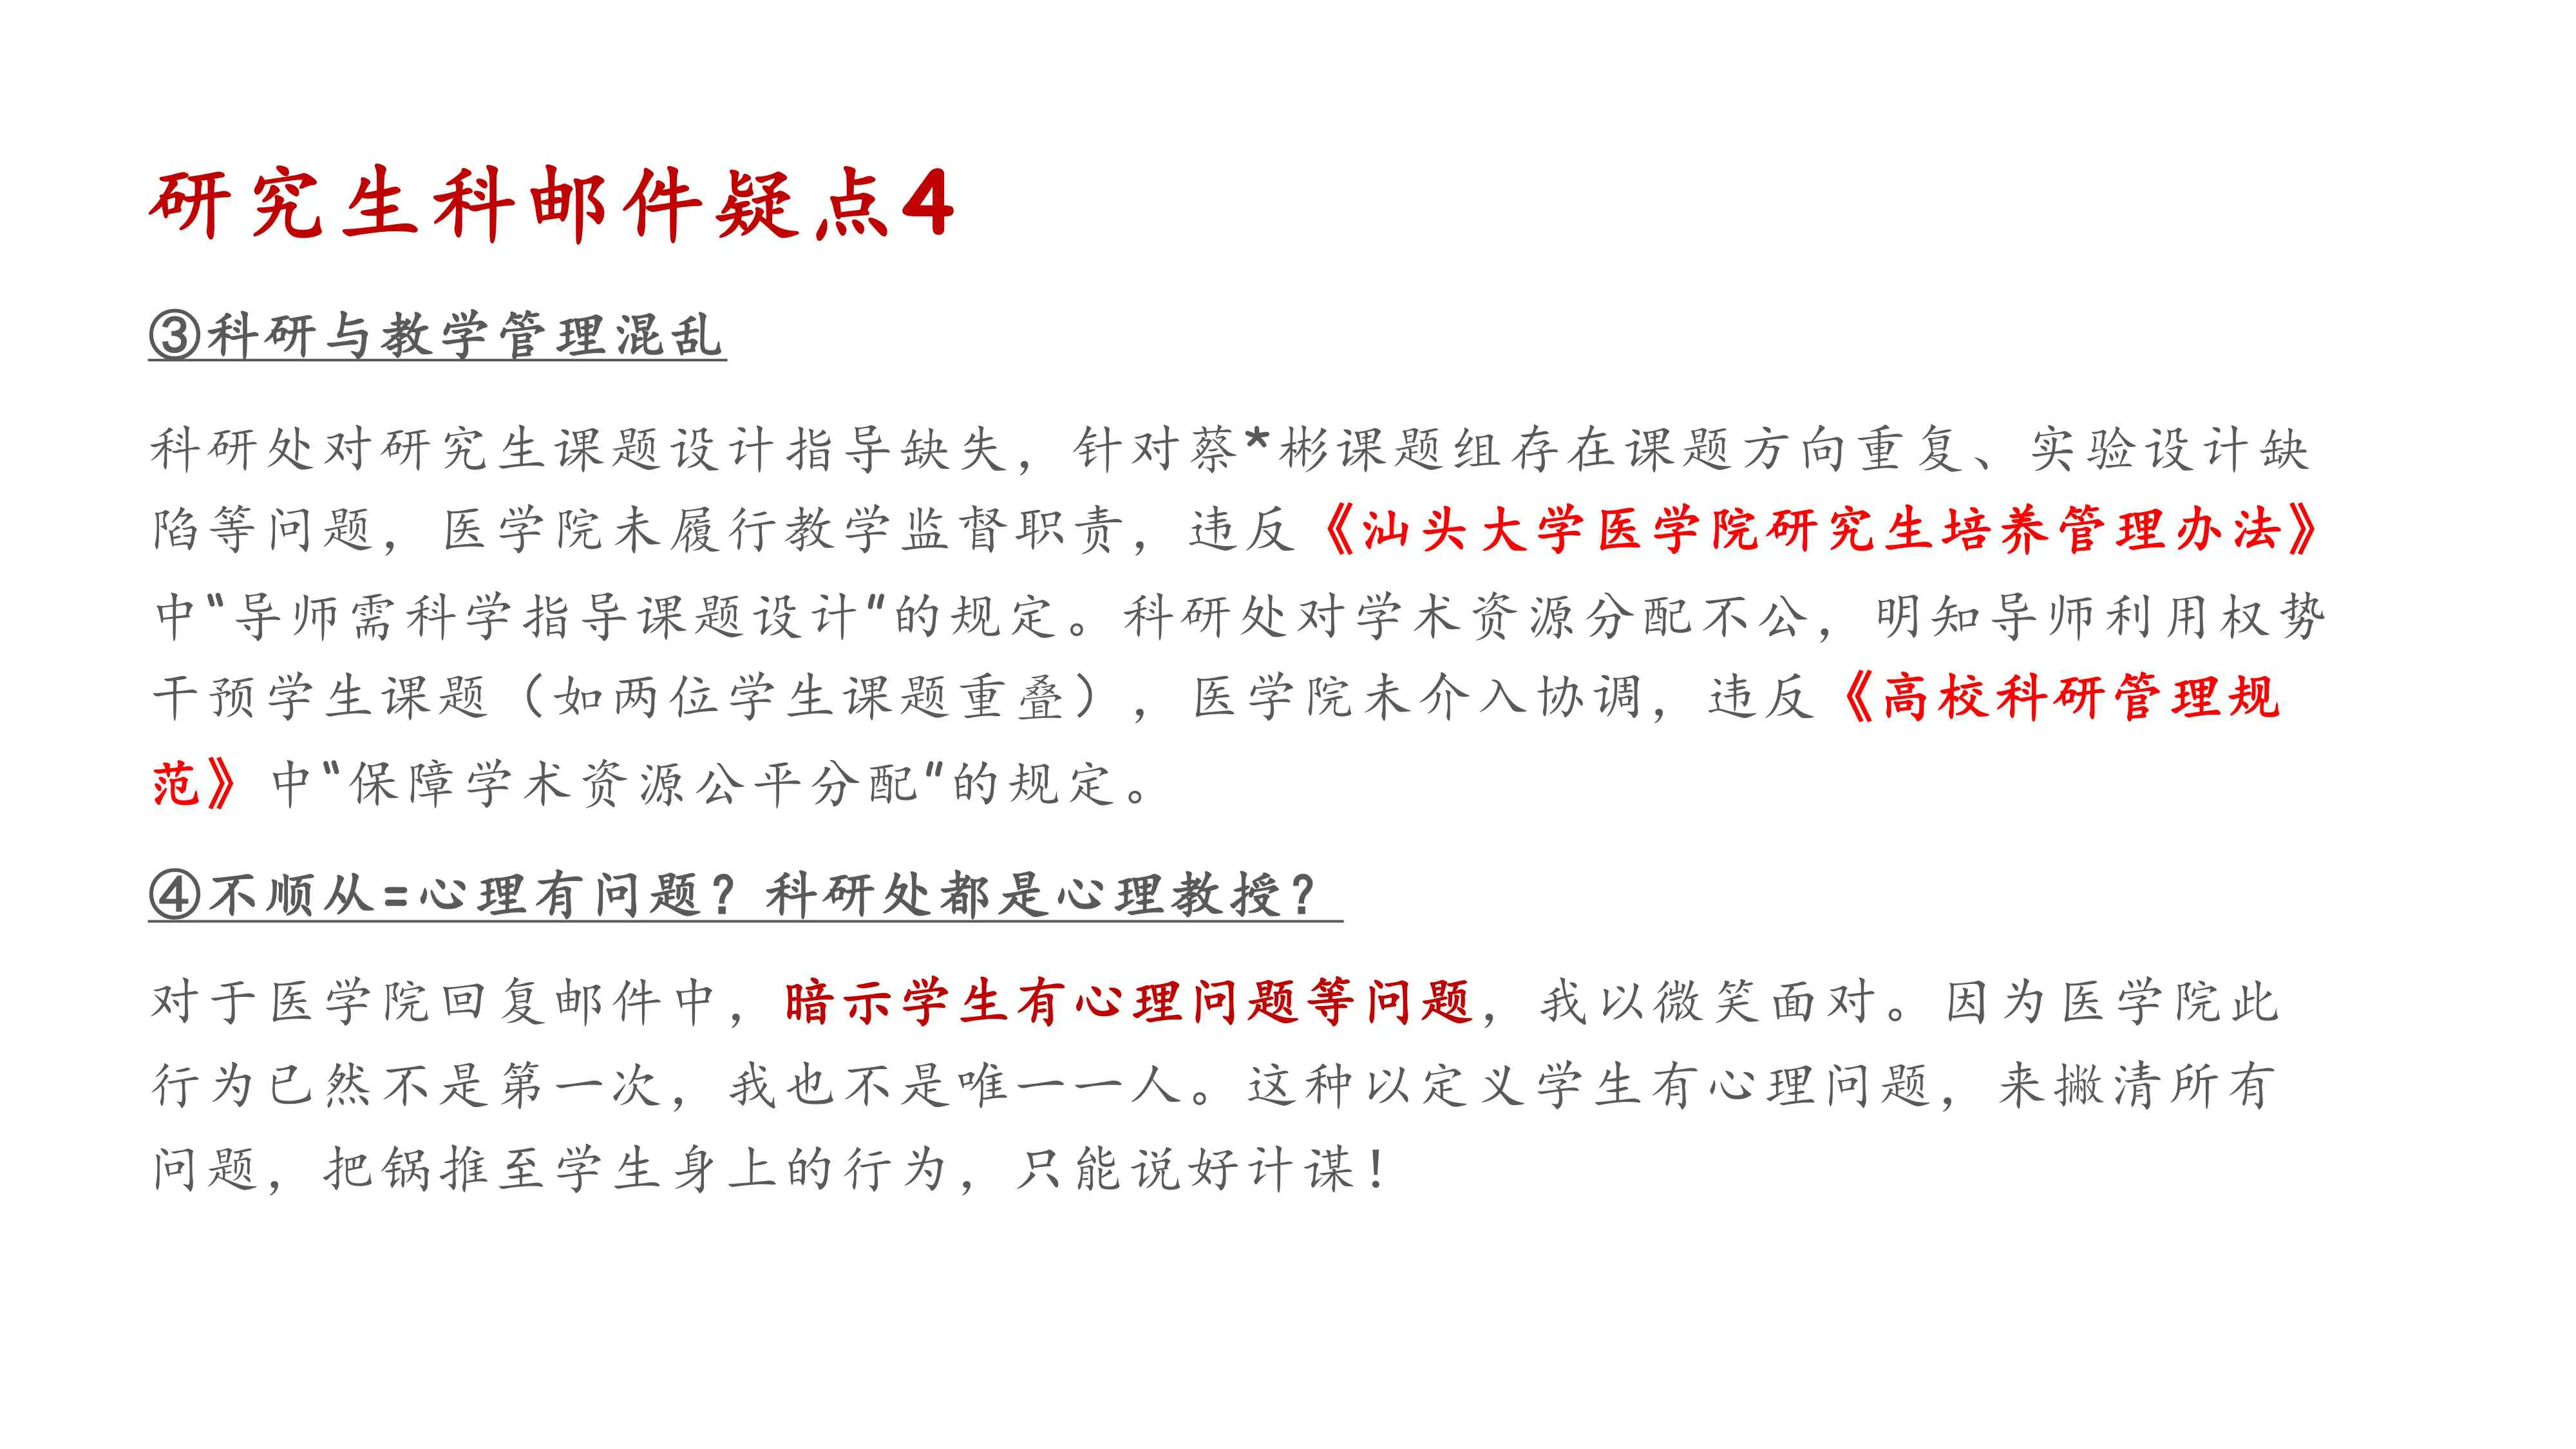 研究生科邮件疑点4
③科研与教学管理混乱
科研处对研究生课题设计指导缺失，针对蔡*彬课题组存在课题方向重复、实验设计缺
陷等问题，医学院未履行教学监督职责，违反《汕头大学医学院研究生培养管理办法》
中“导师需科学指导课题设计”的规定。科研处对学术资源分配不公，明知导师利用权势
干预学生课题（如两位学生课题重叠），医学院未介入协调，违反《高校科研管理规
范》中“保障学术资源公平分配”的规定。
④不顺从=心理有问题？科研处都是心理教授？
对于医学院回复邮件中，暗示学生有心理问题等问题，我以微笑面对。因为医学院此
行为已然不是第一次，我也不是唯一一人。这种以定义学生有心理问题，来撇清所有
问题，把锅推至学生身上的行为，只能说好计谋！